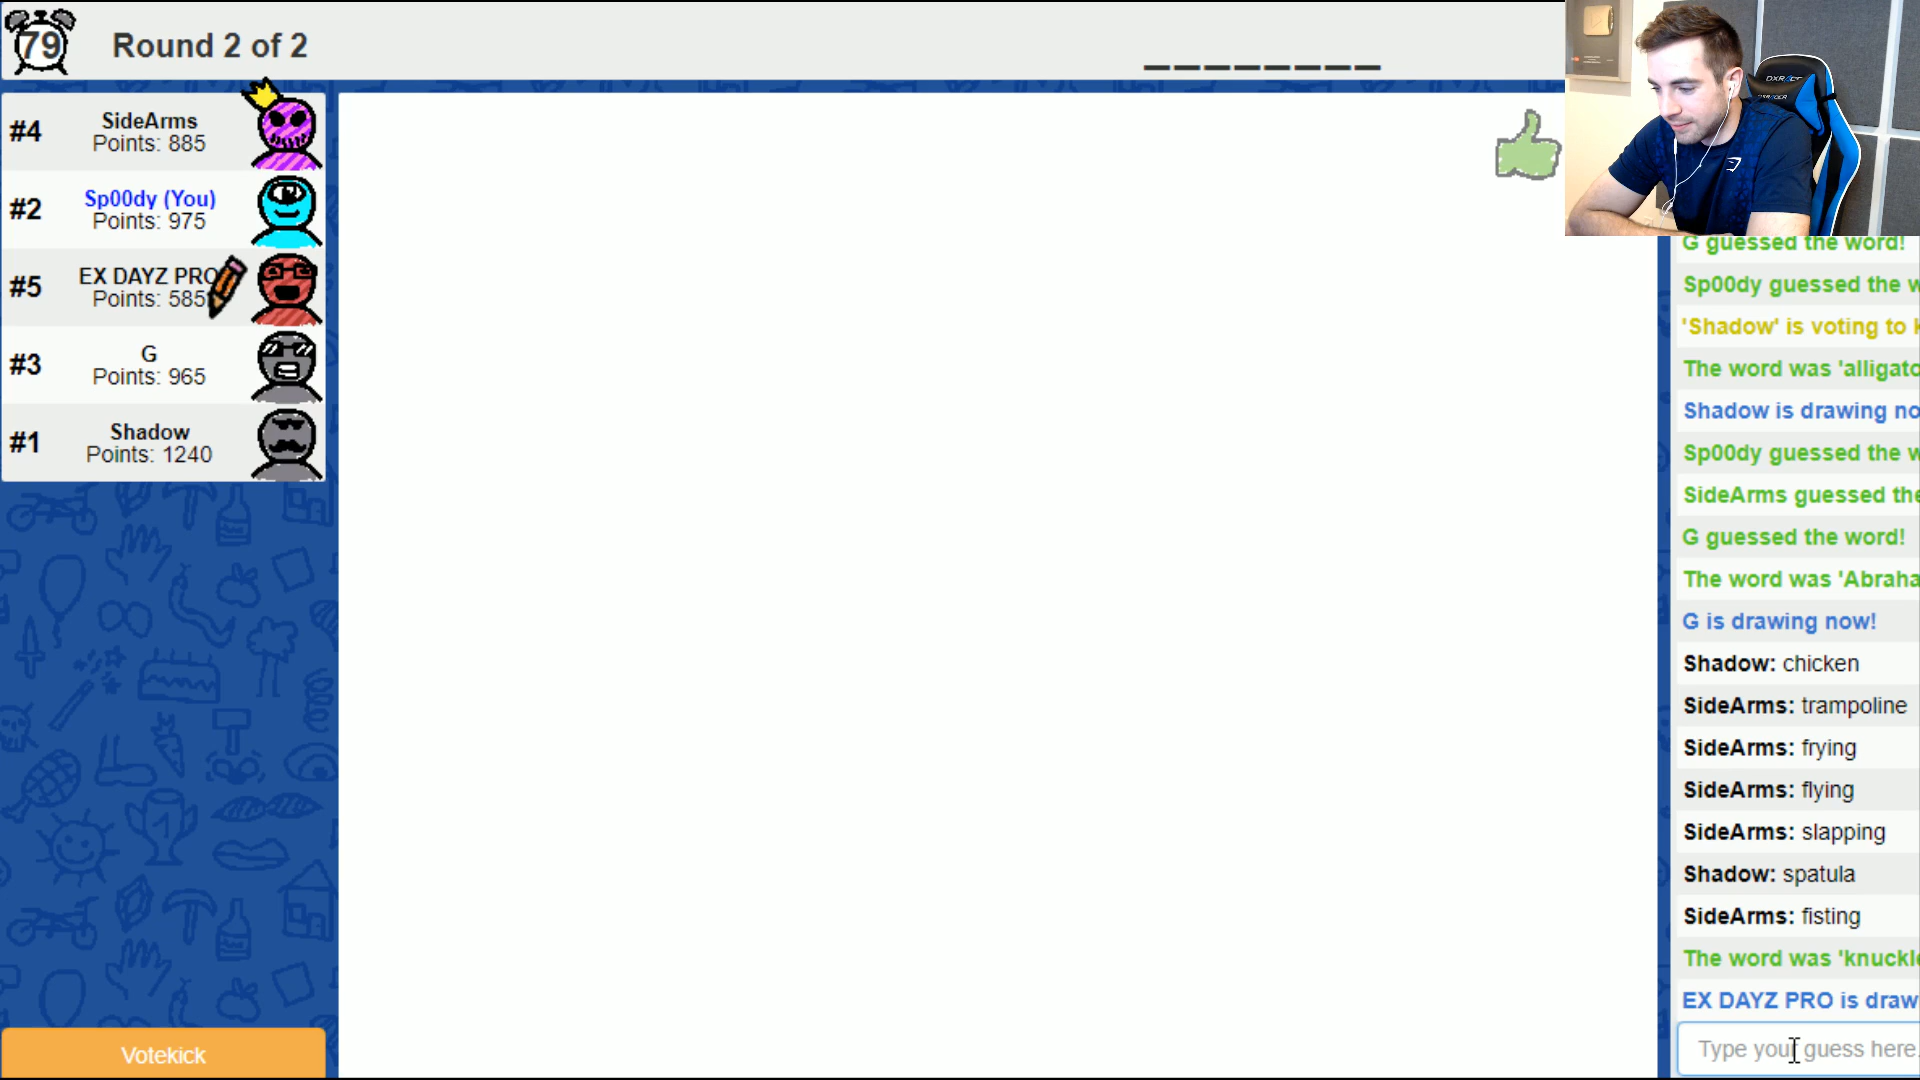 79
Round 2 of 2
#4
SideArms
Points: 885
#2
Sp00dy (You)
Points: 975
#5
EX DAYZ PRO
Points: 585
#3
G
Points: 965
#1
Shadow
Points: 1240
Votekick
G guessed the word!
Sp00dy guessed the w
'Shadow' is voting to k
The word was 'alligato
Shadow is drawing no
Sp00dy guessed the w
SideArms guessed the
G guessed the word!
The word was 'Abraha
G is drawing now!
Shadow: chicken
SideArms: trampoline
SideArms: frying
SideArms: flying
SideArms: slapping
Shadow: spatula
SideArms: fisting
The word was 'knuckle
EX DAYZ PRO is draw
Type your guess here.